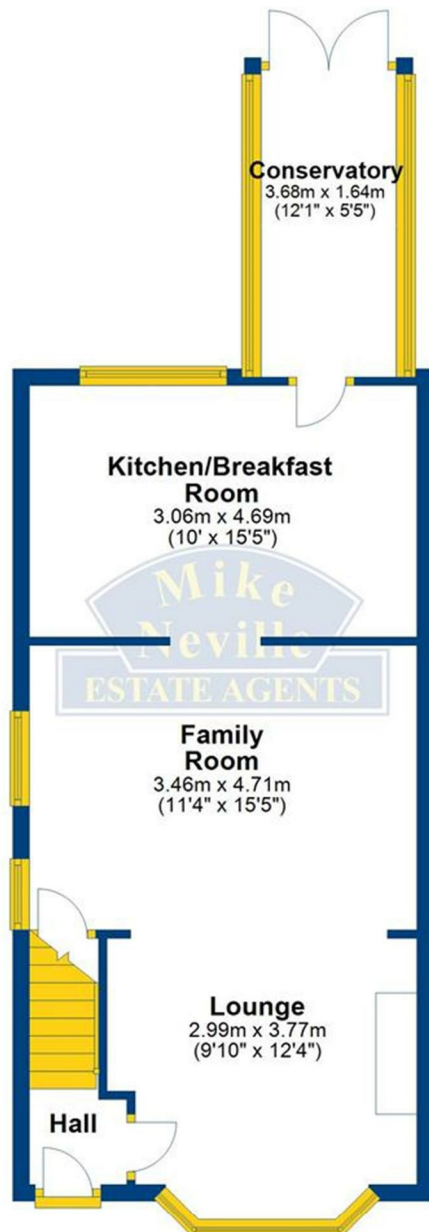 Conservatory
3.68m x 1.64m
(12'1" x 5'5")
Kitchen/Breakfast
Room
3.06m x 4.69m
(10' x 15'5")
Mike
Neville
ESTATE AGENTS
Family
Room
3.46m x 4.71m
(11'4" x 15'5")
Lounge
2.99m x 3.77m
(9'10" x 12'4")
Hall